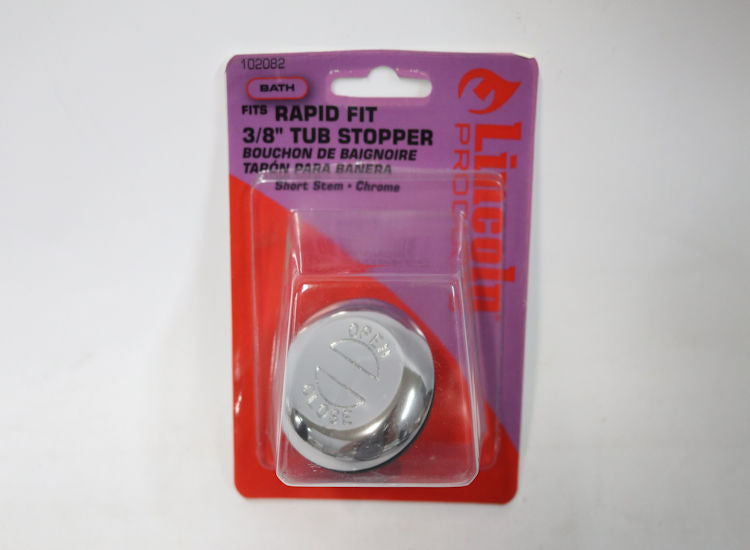 102082
BATH
FITS RAPID FIT
3/8" TUB STOPPER
BOUCHON DE BAIGNOIRE
TAPÓN PARA BANERA
Short Stem • Chrome
Lincoln
OPEN
CLOSE